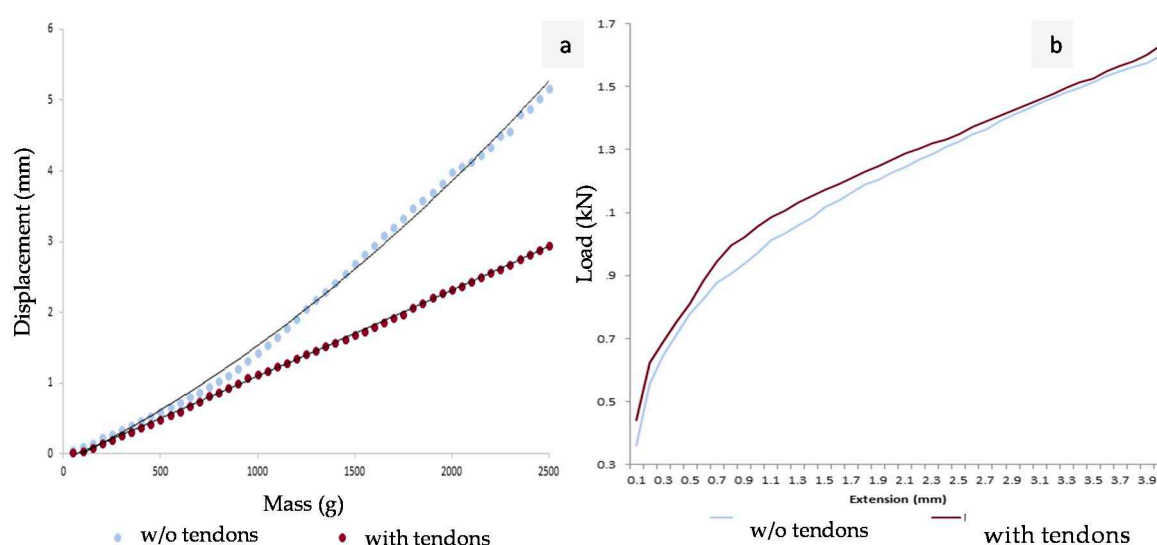 a
6
5
4
3
2
1
0
Displacement (mm)
0 500 1000 1500 2000 2500
Mass (g)
w/o tendons with tendons
b
1.7
1.5
1.3
.1
.9
0.7
0.5
0.3
Load (kN)
0.1 0.3 0.5 0.7 0.9 1.1 1.3 1.5 1.7 1.9 2.1 2.3 2.5 2.7 2.9 3.1 3.3 3.5 3.7 3.9
Extension (mm)
w/o tendons with tendons